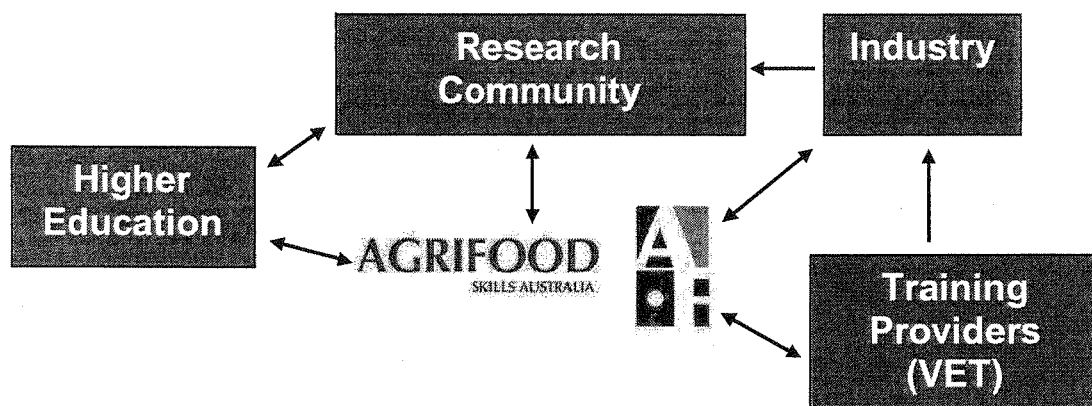 Research
Community
Industry
Higher
Education
AGRIFOOD
SKILLS AUSTRALIA
A
Training
Providers
(VET)